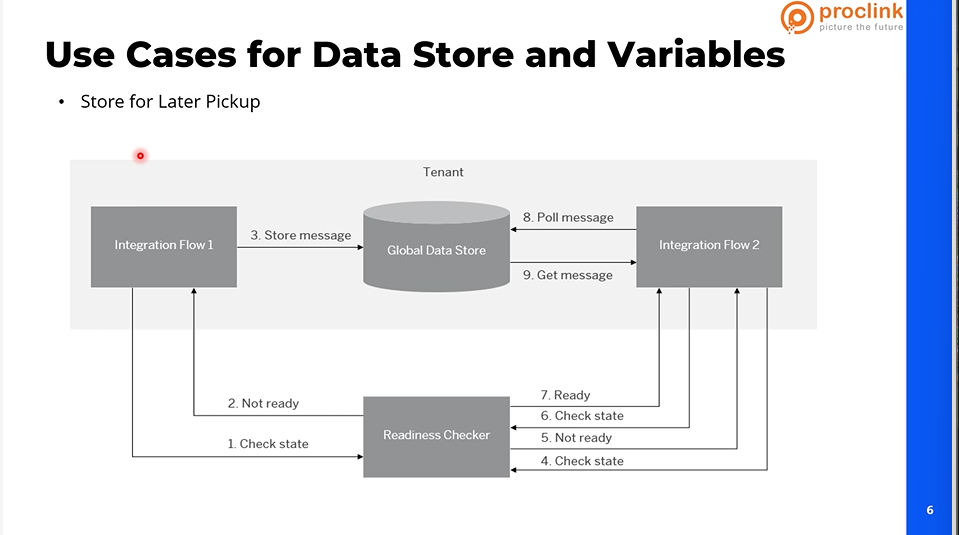 proclink
picture the future
Use Cases for Data Store and Variables
• Store for Later Pickup
Tenant
Integration Flow 1
3. Store message
Global Data Store
8. Poll message
9. Get message
Integration Flow 2
2. Not ready
1. Check state
Readiness Checker
7. Ready
6. Check state
5. Not ready
4. Check state
6